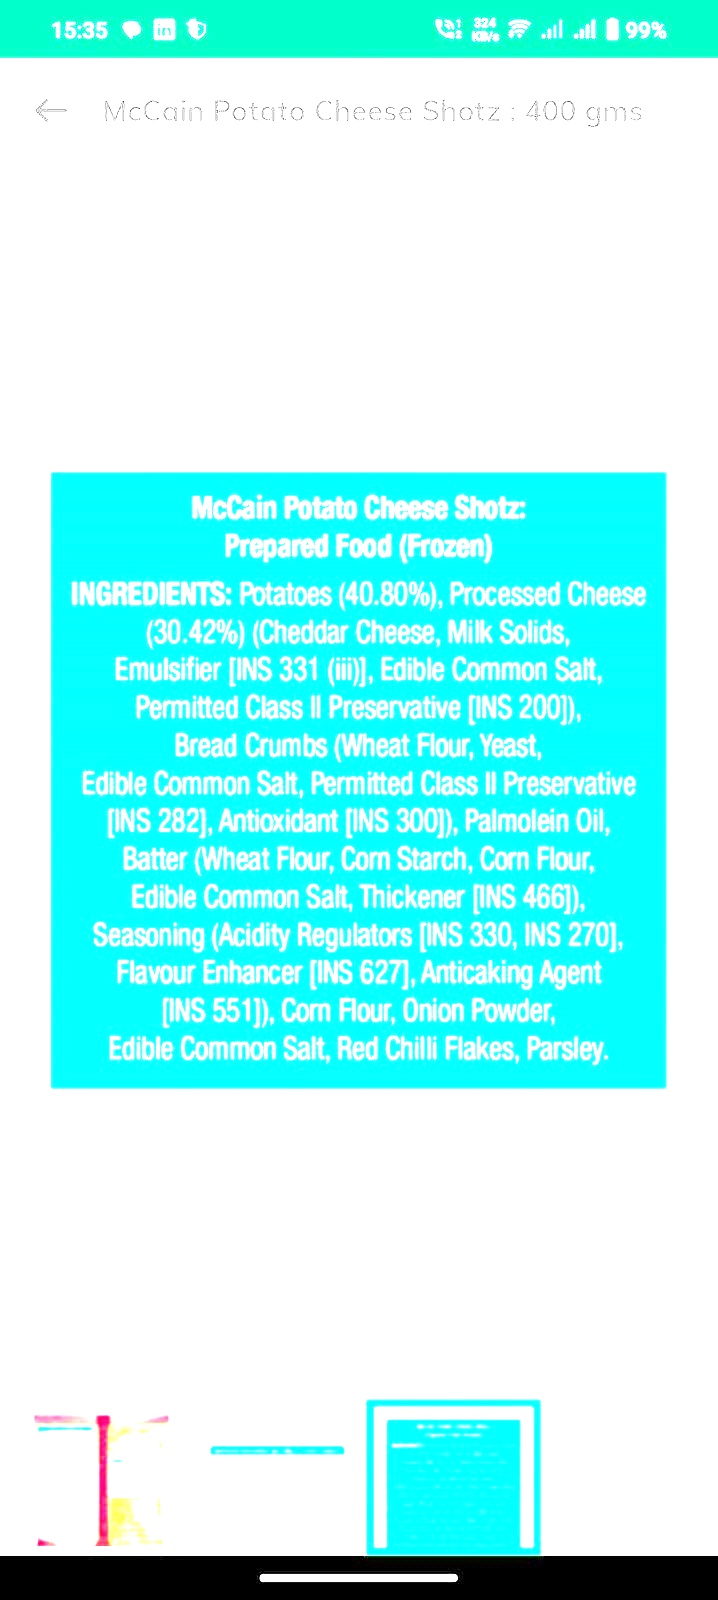 15:35
324
KB/s
99%
McCain Potato Cheese Shotz : 400 gms
McCain Potato Cheese Shotz:
Prepared Food (Frozen)
INGREDIENTS: Potatoes (40.80%), Processed Cheese
(30.42%) (Cheddar Cheese, Milk Solids,
Emulsifier [INS 331 (iii)], Edible Common Salt,
Permitted Class II Preservative [INS 200]),
Bread Crumbs (Wheat Flour, Yeast,
Edible Common Salt, Permitted Class II Preservative
[INS 282], Antioxidant [INS 300]), Palmolein Oil,
Batter (Wheat Flour, Corn Starch, Corn Flour,
Edible Common Salt, Thickener [INS 466]),
Seasoning (Acidity Regulators [INS 330, INS 270],
Flavour Enhancer [INS 627], Anticaking Agent
[INS 551]), Corn Flour, Onion Powder,
Edible Common Salt, Red Chilli Flakes, Parsley.